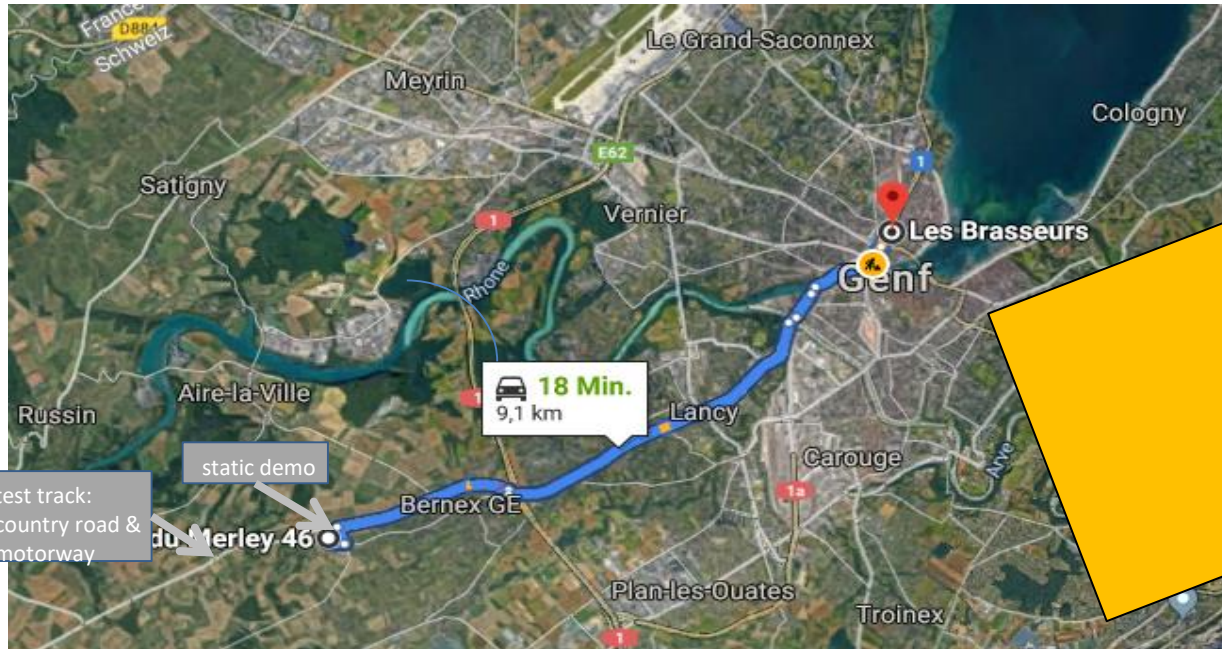 France
Schweiz
D884
Le Grand-Saconnex
Meyrin
Cologny
E62
1
Satigny
Vernier
1
Les Brasseurs
Rhone
Genf
18 Min.
9,1 km
1
Aire-la-Ville
Russin
Lancy
static demo
Carouge
Arve
test track:
country road &
motorway
Bernex GE
1a
du Merley 46
Plan-les-Ouates
Troinex
1